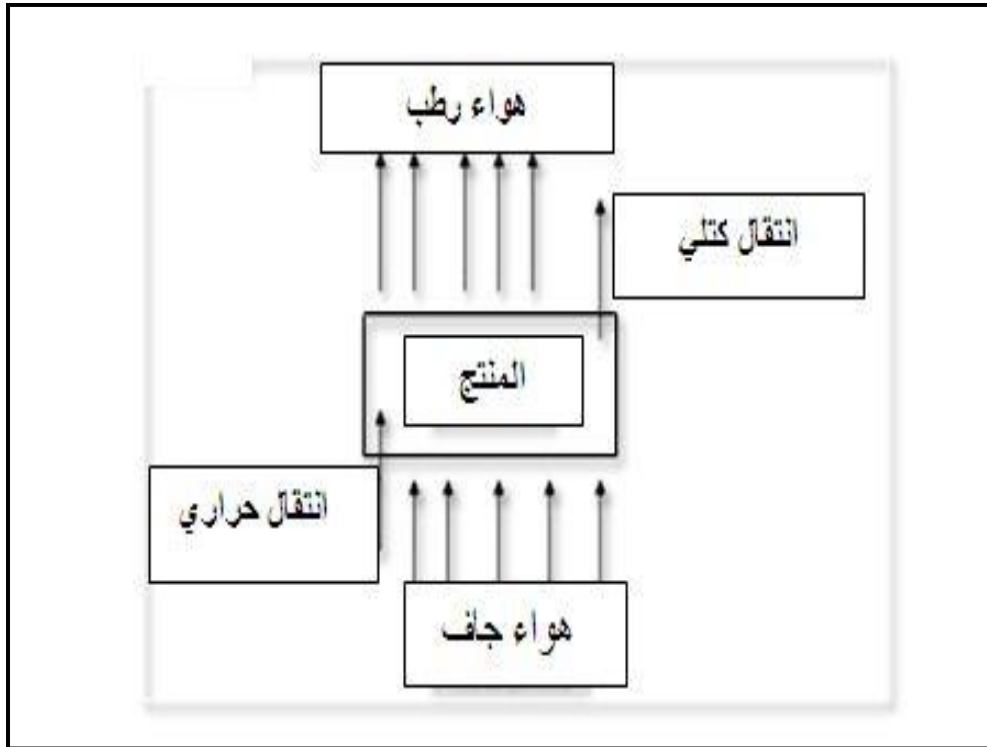 هواء رطب
انتقال كتلي
المنتج
انتقال حراري
هواء جاف